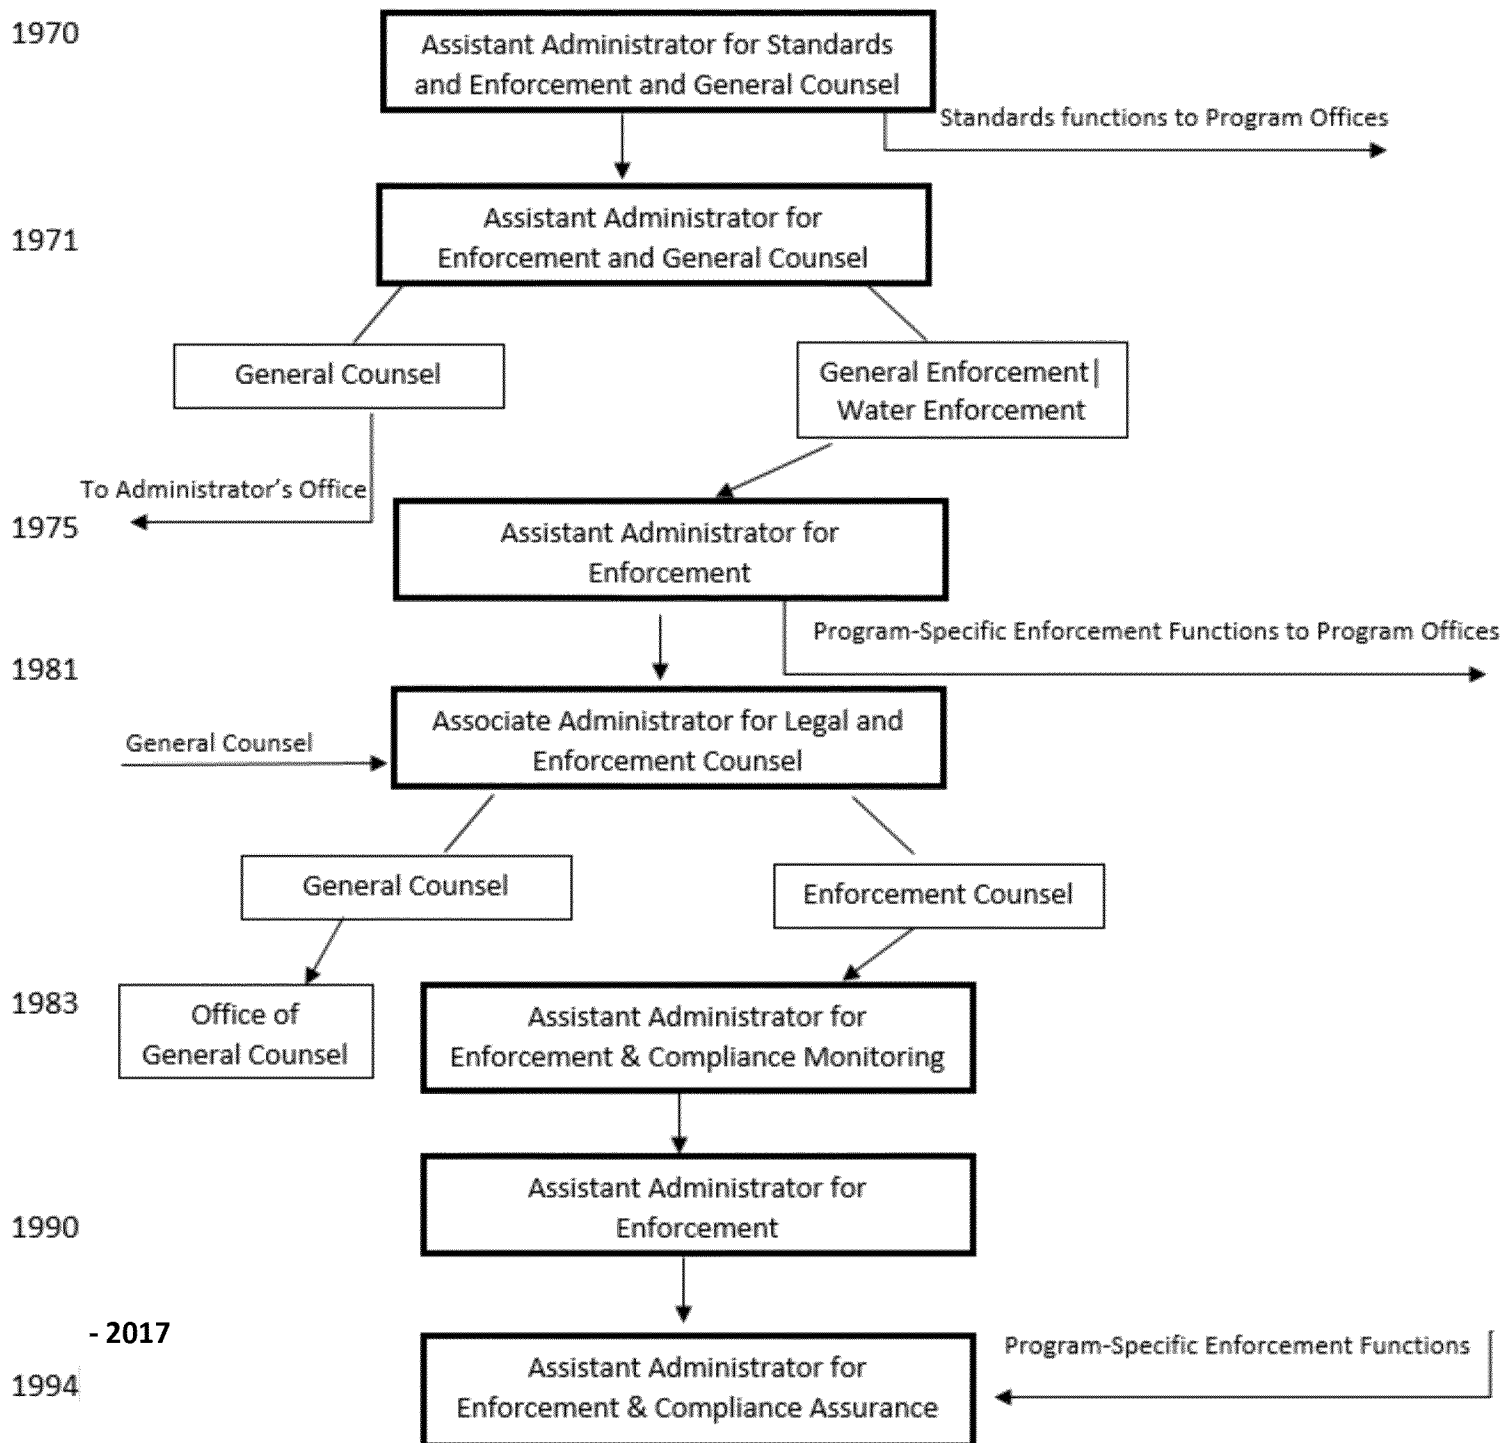 1970
Assistant Administrator for Standards
and Enforcement and General Counsel
Standards functions to Program Offices
1971
Assistant Administrator for
Enforcement and General Counsel
General Counsel
General Enforcement|
Water Enforcement
To Administrator's Office
1975
Assistant Administrator for
Enforcement
Program-Specific Enforcement Functions to Program Offices
1981
Associate Administrator for Legal and
Enforcement Counsel
General Counsel
General Counsel
Enforcement Counsel
1983
Office of
General Counsel
Assistant Administrator for
Enforcement & Compliance Monitoring
1990
Assistant Administrator for
Enforcement
- 2017
1994
Assistant Administrator for
Enforcement & Compliance Assurance
Program-Specific Enforcement Functions